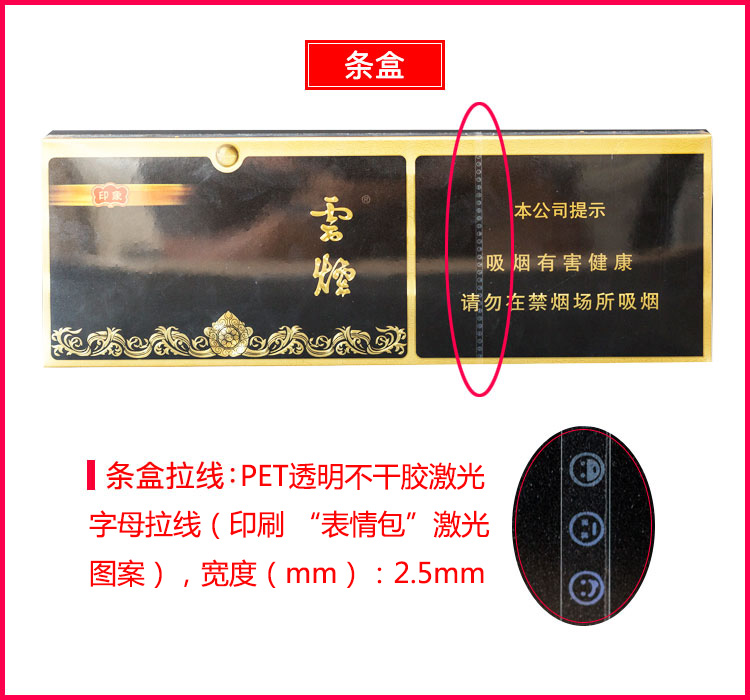 条盒
印象
雲煙®
本公司提示
吸烟有害健康
请勿在禁烟场所吸烟
条盒拉线：PET透明不干胶激光
字母拉线（印刷 “表情包”激光
图案），宽度（mm）：2.5mm